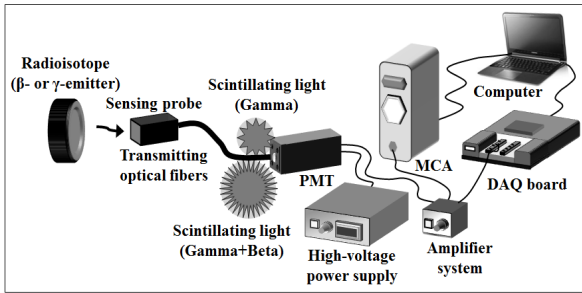 Radioisotope
(β- or γ-emitter)
Sensing probe
Transmitting
optical fibers
Scintillating light
(Gamma)
Scintillating light
(Gamma+Beta)
PMT
High-voltage
power supply
MCA
Amplifier
system
Computer
DAQ board